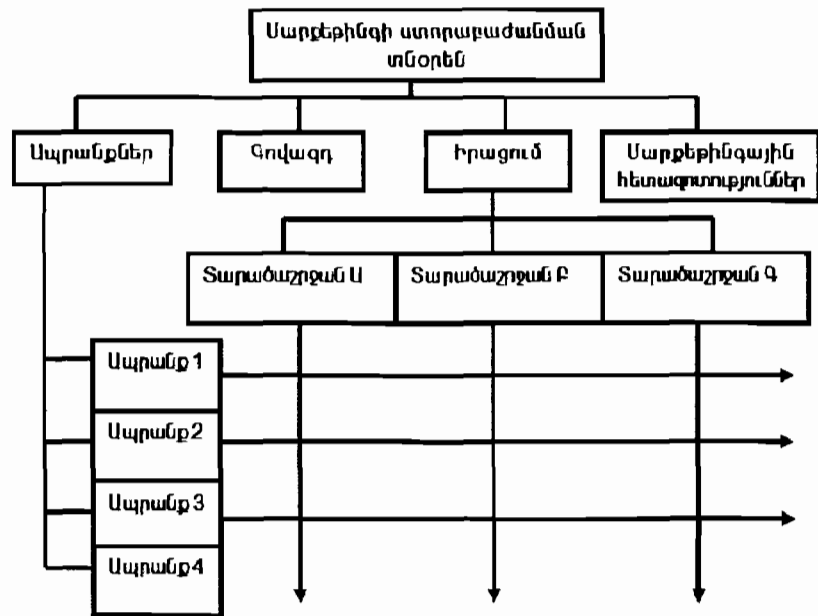 Մարքեթինգի ստորաբաժանման
տնօրեն
Ապրանքներ
Գովազդ
Իրացում
Մարքեթինգային
հետազոտություններ
Տարածաշրջան Ա
Տարածաշրջան Բ
Տարածաշրջան Գ
Ապրանք 1
Ապրանք 2
Ապրանք 3
Ապրանք 4